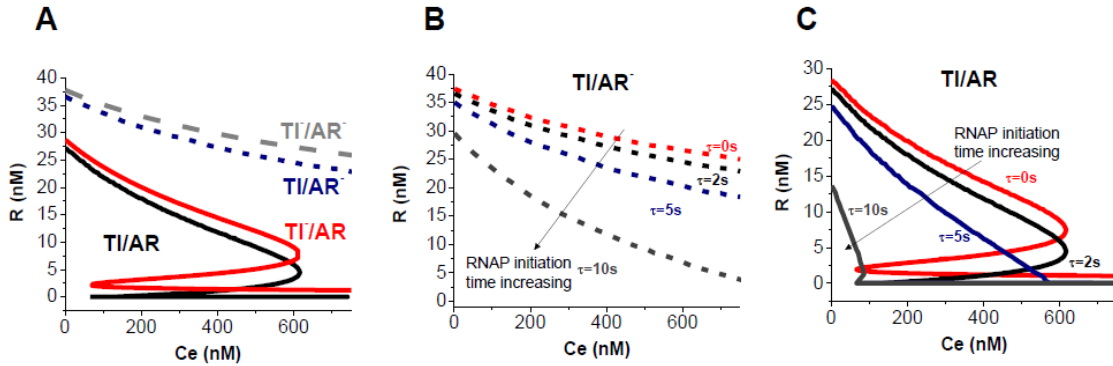 A
40
35
30
25
20
15
10
5
0
R (nM)
TI⁻/AR⁻
TI/AR⁻
TI/AR
TI⁻/AR
0
200
400
600
Ce (nM)
B
40
35
30
25
20
15
10
5
0
R (nM)
TI/AR⁻
τ=0s
τ=2s
τ=5s
RNAP initiation
time increasing
τ=10s
0
200
400
600
Ce (nM)
C
30
25
20
15
10
5
0
R (nM)
TI/AR
RNAP initiation
time increasing
τ=0s
τ=10s
τ=5s
τ=2s
0
200
400
600
Ce (nM)